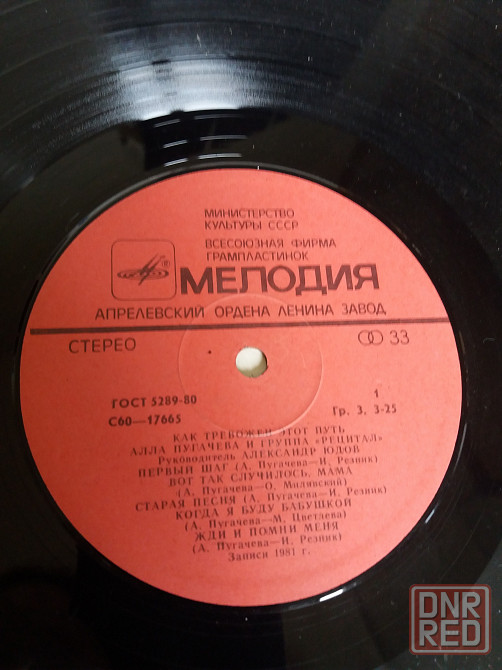 МИНИСТЕРСТВО
КУЛЬТУРЫ СССР
ВСЕСОЮЗНАЯ ФИРМА
ГРАМПЛАСТИНОК
МЕЛОДИЯ
АПРЕЛЕВСКИЙ ОРДЕНА ЛЕНИНА ЗАВОД
СТЕРЕО 33
ГОСТ 5289-80 1
С60—17665 Гр. 3. 3-25
КАК ТРЕВОЖЕН ЭТОТ ПУТЬ
АЛЛА ПУГАЧЕВА И ГРУППА «РЕЦИТАЛ»
Руководитель АЛЕКСАНДР ЮДОВ
ПЕРВЫЙ ШАГ (А. Пугачева—И. Резник)
ВОТ ТАК СЛУЧИЛОСЬ, МАМА
(А. Пугачева—О. Милявский)
СТАРАЯ ПЕСНЯ (А. Пугачева—И. Резник)
КОГДА Я БУДУ БАБУШКОЙ
(А. Пугачева—М. Цветаева)
ЖДИ И ПОМНИ МЕНЯ
(А. Пугачева—И. Резник)
Записи 1981 г.
DNR
RED